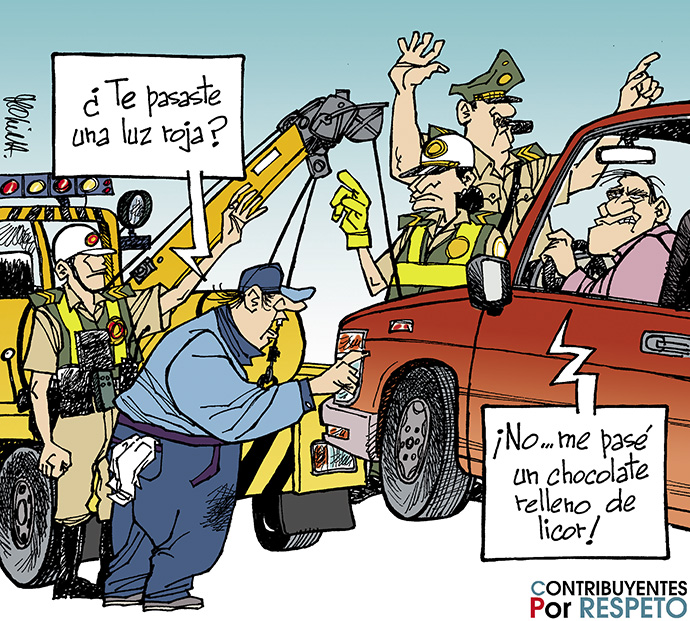 ¿Te pasaste
una luz roja?
¡No...me pasé
un chocolate
relleno de
licor!
CONTRIBUYENTES
Por RESPETO